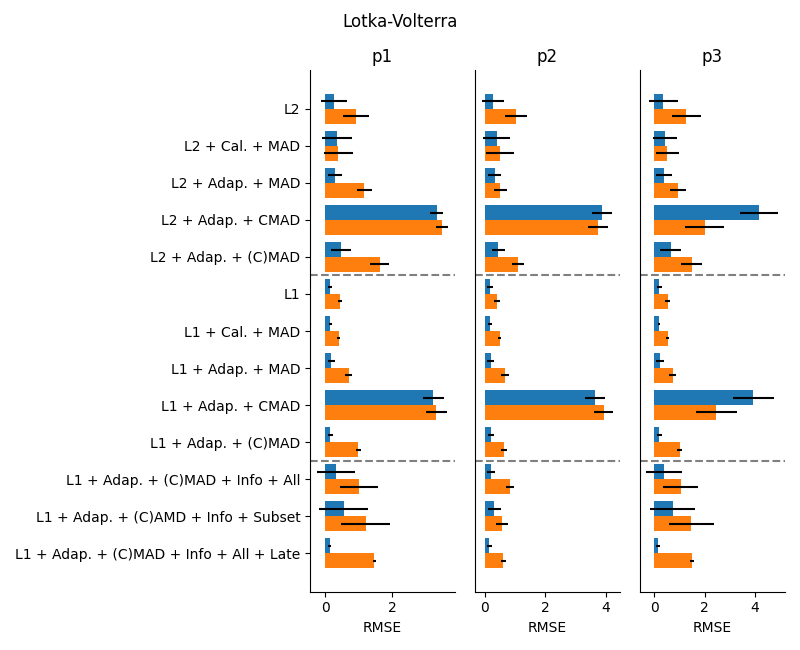 Lotka-Volterra
p1 p2 p3
L2
L2 + Cal. + MAD
L2 + Adap. + MAD
L2 + Adap. + CMAD
L2 + Adap. + (C)MAD
L1
L1 + Cal. + MAD
L1 + Adap. + MAD
L1 + Adap. + CMAD
L1 + Adap. + (C)MAD
L1 + Adap. + (C)MAD + Info + All
L1 + Adap. + (C)AMD + Info + Subset
L1 + Adap. + (C)MAD + Info + All + Late
0 2 0 2 4 0 2 4
RMSE RMSE RMSE